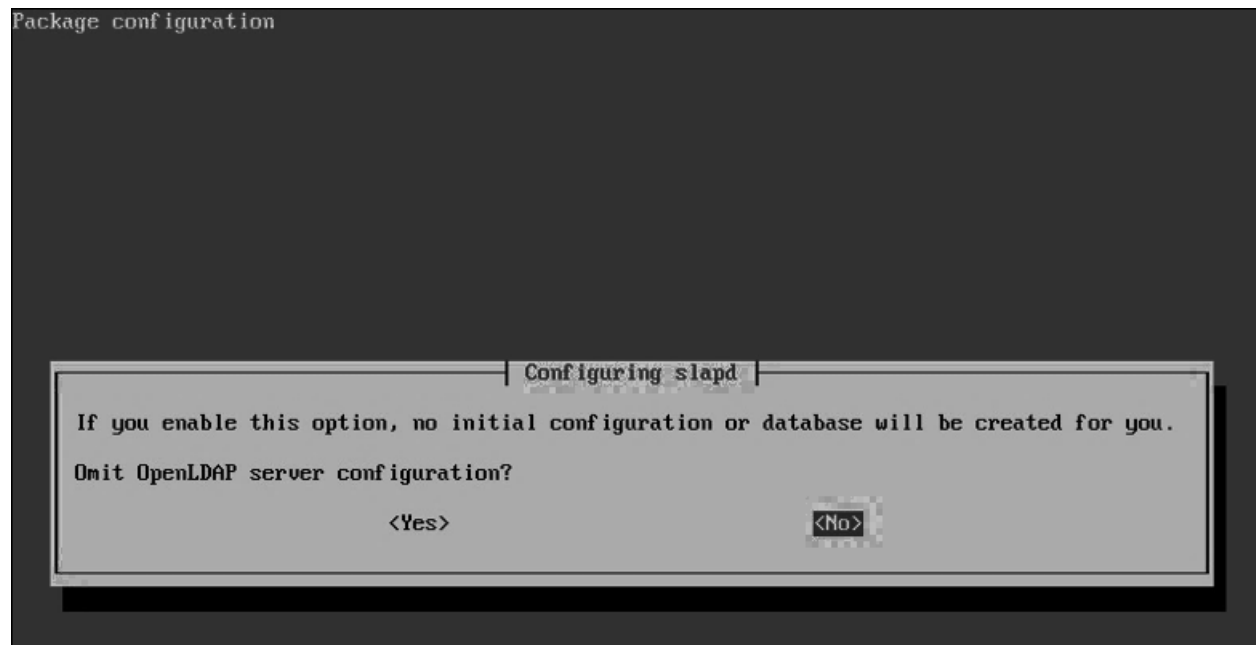 Package configuration
Configuring slapd
If you enable this option, no initial configuration or database will be created for you.
Omit OpenLDAP server configuration?
<Yes> <No>